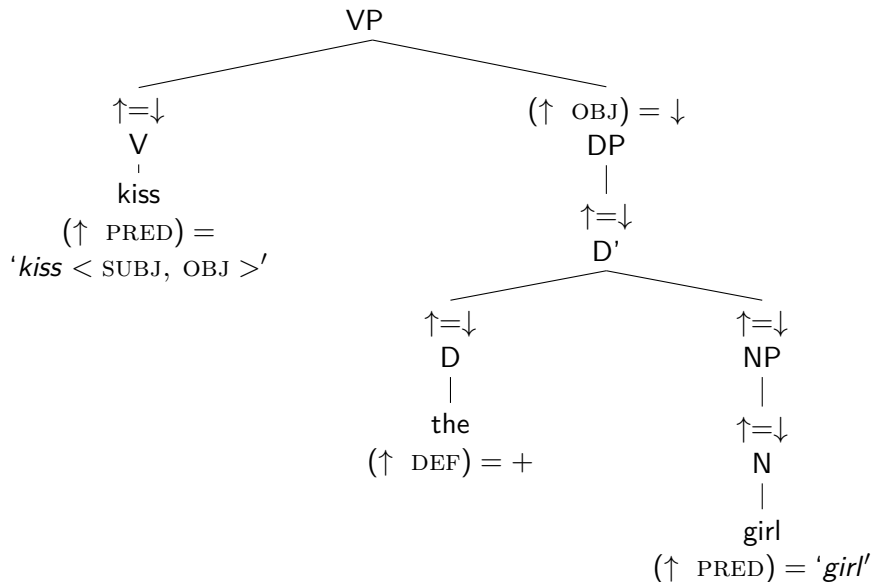 VP
↑=↓ (↑ OBJ) = ↓
V DP
kiss
(↑ PRED) = ↑=↓
‘kiss < SUBJ, OBJ >′ D'
↑=↓ ↑=↓
D NP
the ↑=↓
(↑ DEF) = + N
girl
(↑ PRED) = ‘girl′